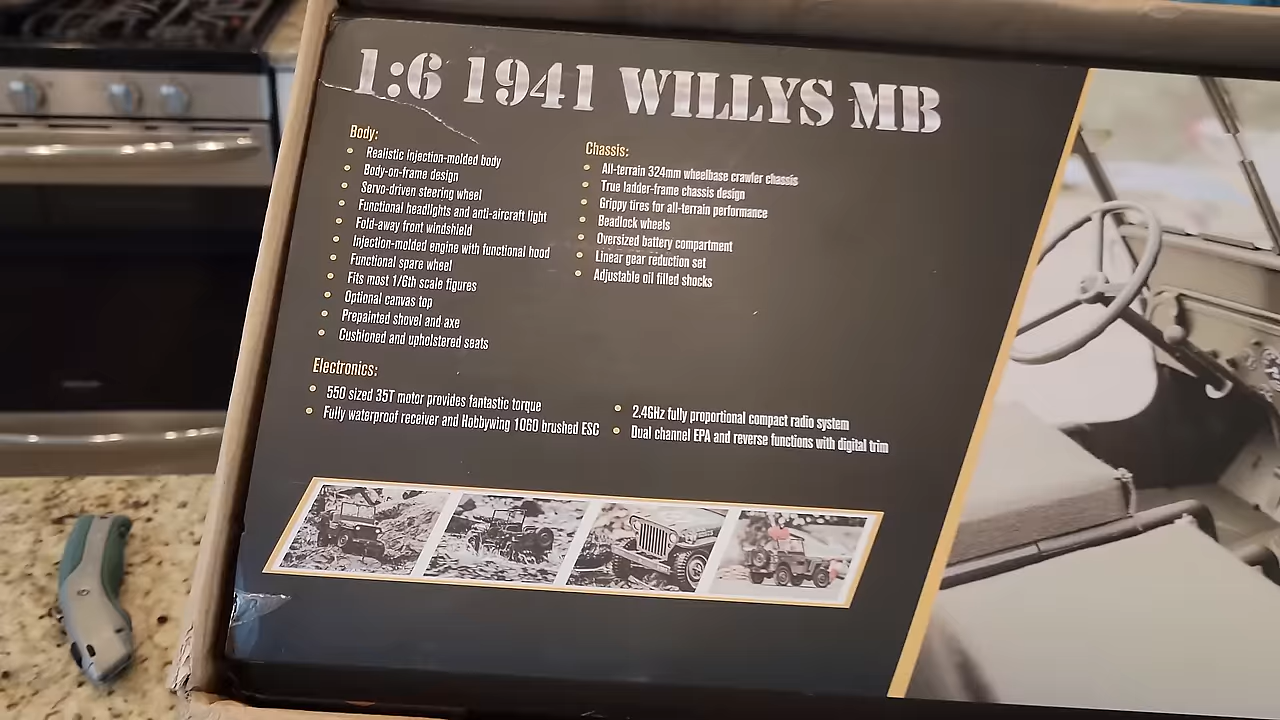 1:6 1941 WILLYS MB
Body:
Realistic injection-molded body
Body-on-frame design
Servo-driven steering wheel
Functional headlights and anti-aircraft light
Fold-away front windshield
Injection-molded engine with functional hood
Functional spare wheel
Fits most 1/6th scale figures
Optional canvas top
Prepainted shovel and axe
Cushioned and upholstered seats
Chassis:
All-terrain 324mm wheelbase crawler chassis
True ladder-frame chassis design
Grippy tires for all-terrain performance
Beadlock wheels
Oversized battery compartment
Linear gear reduction set
Adjustable oil filled shocks
Electronics:
550 sized 35T motor provides fantastic torque
Fully waterproof receiver and Hobbywing 1060 brushed ESC
2.4GHz fully proportional compact radio system
Dual channel EPA and reverse functions with digital trim